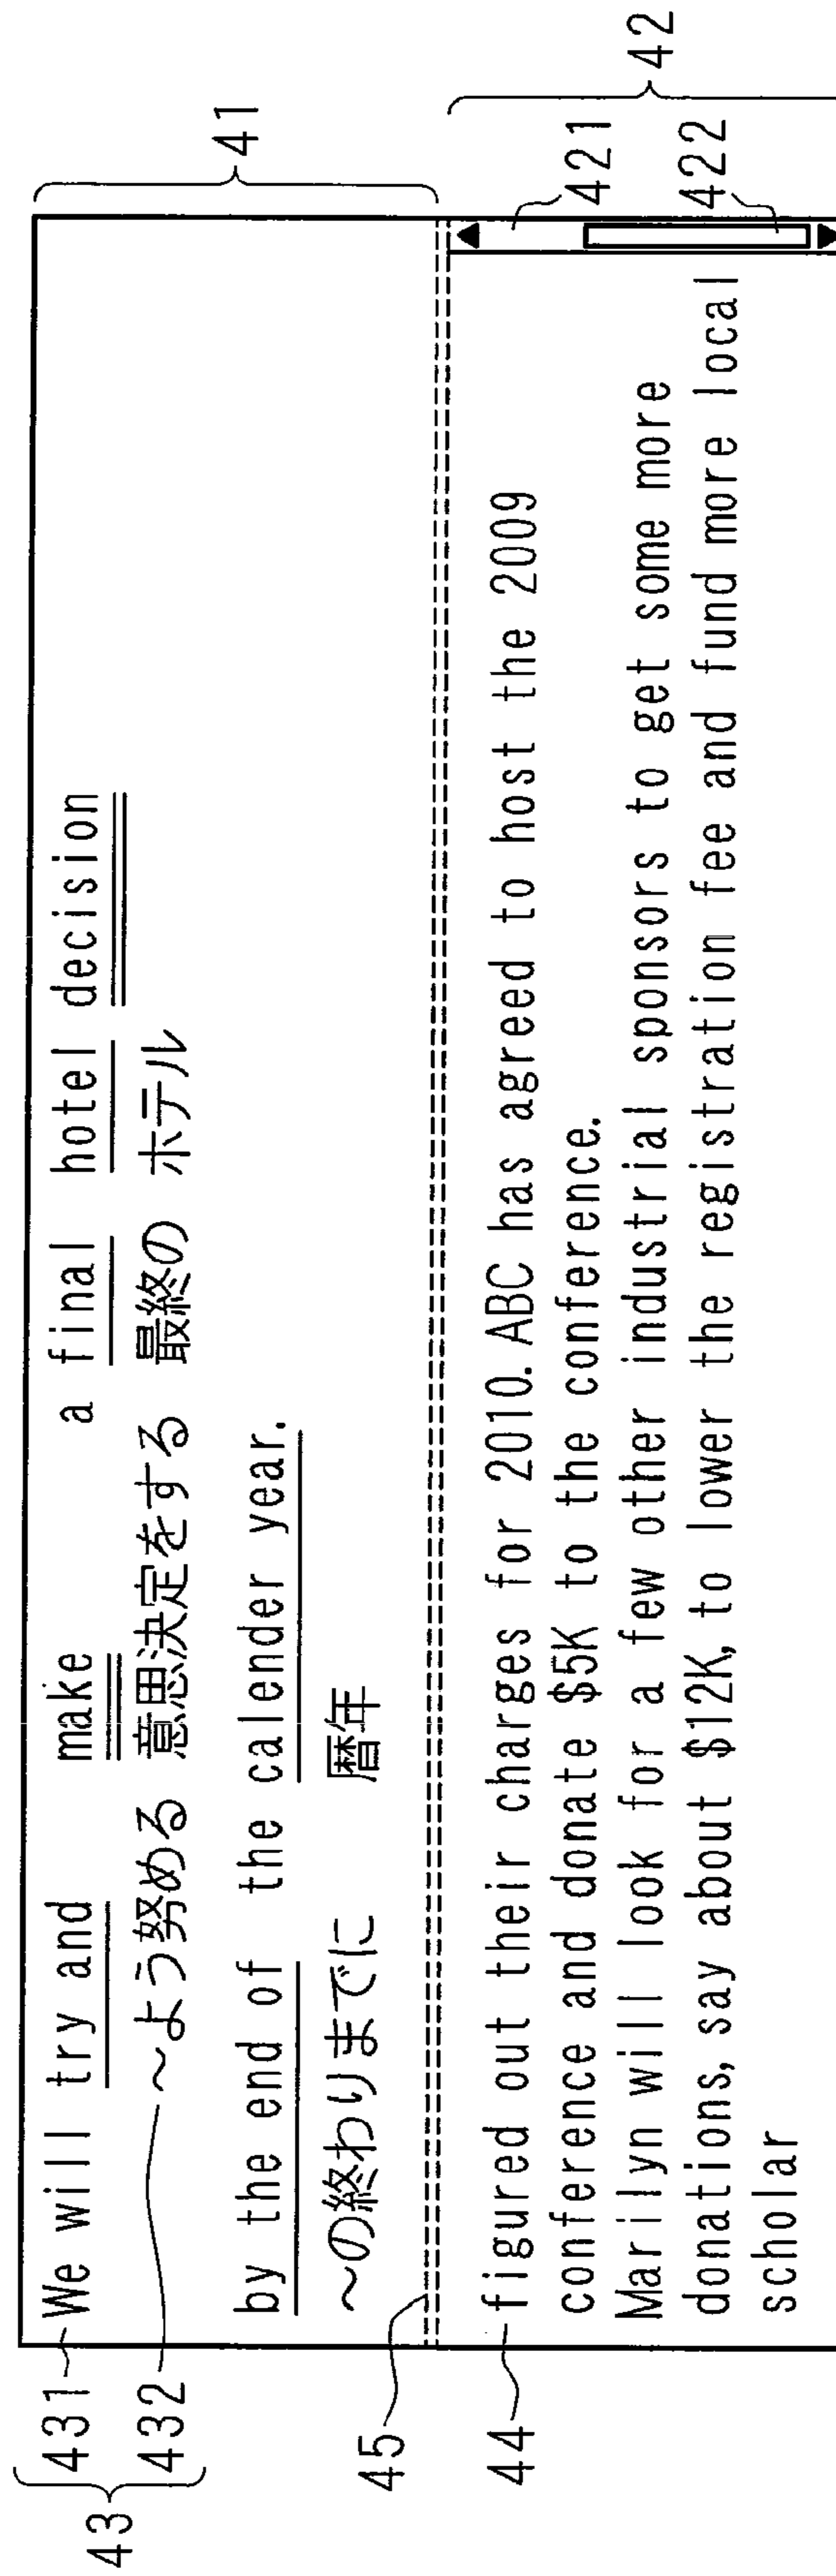 41
We will try and make a final hotel decision
~よう努める 意思決定をする 最終の ホテル
by the end of the calender year.
~の終わりまでに 暦年
42
421
422
figured out their charges for 2010. ABC has agreed to host the 2009
conference and donate $5K to the conference.
Marilyn will look for a few other industrial sponsors to get some more
donations, say about $12K, to lower the registration fee and fund more local
scholar
43
431
432
45
44